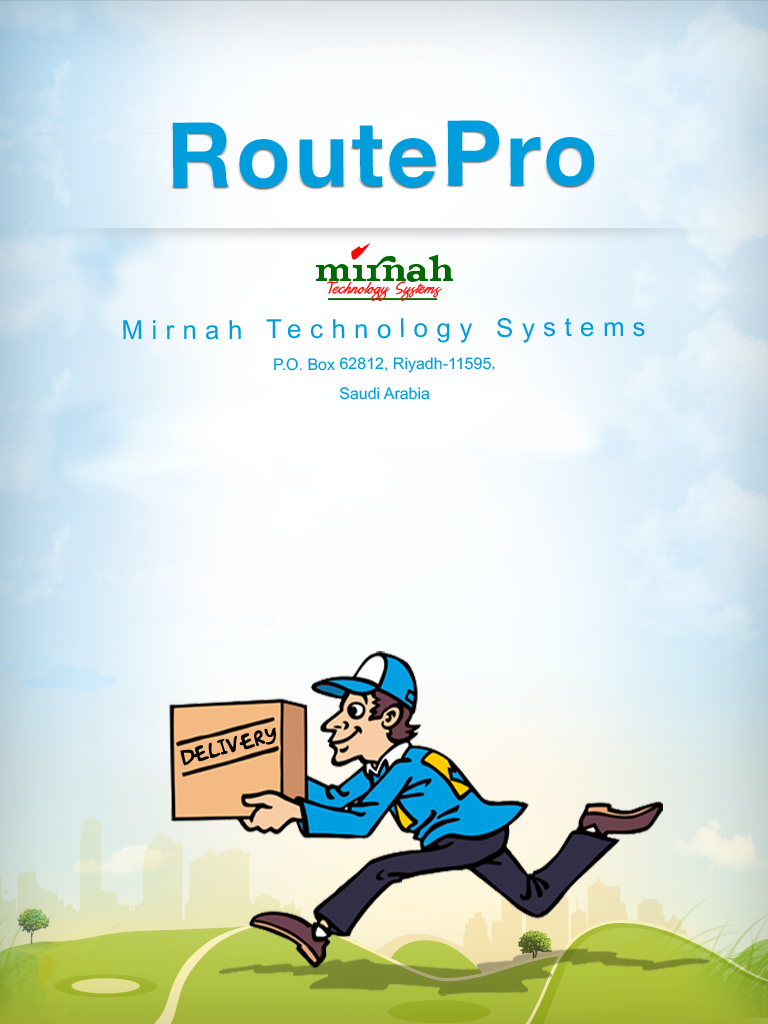 RoutePro
mirnah
Technology Systems
Mirnah Technology Systems
P.O. Box 62812, Riyadh-11595,
Saudi Arabia
DELIVERY